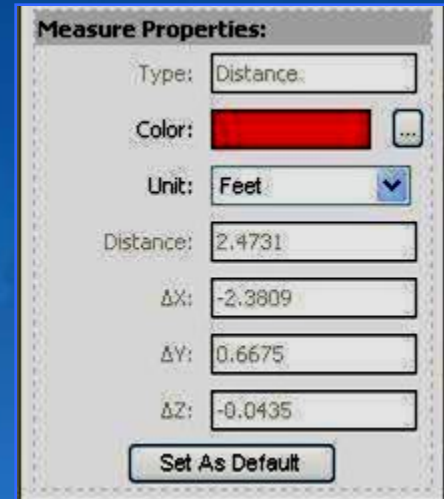 Measure Properties:
Type: Distance
Color: ...
Unit: Feet
Distance: 2.4731
ΔX: -2.3809
ΔY: 0.6675
ΔZ: -0.0435
Set As Default